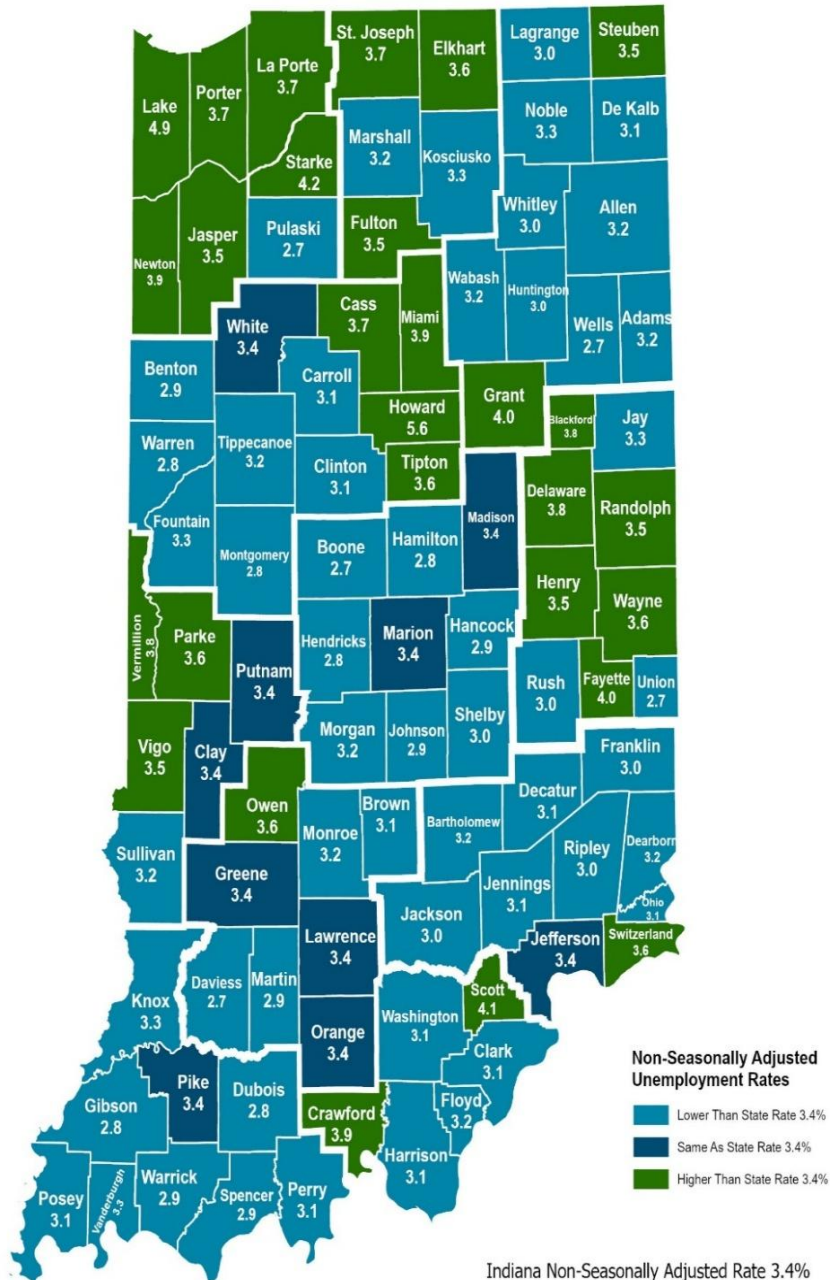 St. Joseph
3.7
Elkhart
3.6
Lagrange
3.0
Steuben
3.5
La Porte
3.7
Porter
3.7
Lake
4.9
Noble
3.3
De Kalb
3.1
Marshall
3.2
Kosciusko
3.3
Starke
4.2
Whitley
3.0
Allen
3.2
Newton
3.9
Jasper
3.5
Pulaski
2.7
Fulton
3.5
Wabash
3.2
Huntington
3.0
Wells
2.7
Adams
3.2
White
3.4
Cass
3.7
Miami
3.9
Benton
2.9
Carroll
3.1
Howard
5.6
Grant
4.0
Blackford
3.8
Jay
3.3
Warren
2.8
Tippecanoe
3.2
Clinton
3.1
Tipton
3.6
Madison
3.4
Delaware
3.8
Randolph
3.5
Fountain
3.3
Montgomery
2.8
Boone
2.7
Hamilton
2.8
Henry
3.5
Wayne
3.6
Vermillion
3.8
Parke
3.6
Putnam
3.4
Hendricks
2.8
Marion
3.4
Hancock
2.9
Rush
3.0
Fayette
4.0
Union
2.7
Vigo
3.5
Clay
3.4
Morgan
3.2
Johnson
2.9
Shelby
3.0
Franklin
3.0
Owen
3.6
Monroe
3.2
Brown
3.1
Bartholomew
3.2
Decatur
3.1
Ripley
3.0
Dearborn
3.2
Sullivan
3.2
Greene
3.4
Jennings
3.1
Ohio
3.1
Jackson
3.0
Lawrence
3.4
Jefferson
3.4
Switzerland
3.6
Knox
3.3
Daviess
2.7
Martin
2.9
Scott
4.1
Washington
3.1
Orange
3.4
Clark
3.1
Pike
3.4
Dubois
2.8
Gibson
2.8
Crawford
3.9
Floyd
3.2
Harrison
3.1
Posey
3.1
Vanderburgh
3.3
Warrick
2.9
Spencer
2.9
Perry
3.1
Non-Seasonally Adjusted
Unemployment Rates
Lower Than State Rate 3.4%
Same As State Rate 3.4%
Higher Than State Rate 3.4%
Indiana Non-Seasonally Adjusted Rate 3.4%